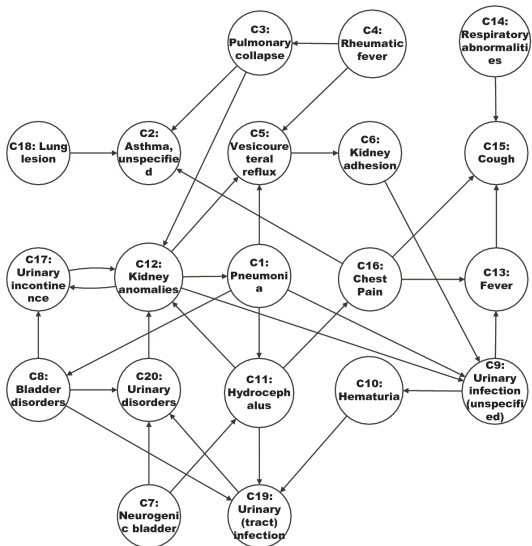 C3:
Pulmonary
collapse
C4:
Rheumatic
fever
C14:
Respiratory
abnormaliti
es
C18: Lung
lesion
C2:
Asthma,
unspecifie
d
C5:
Vesicoure
teral
reflux
C6:
Kidney
adhesion
C15:
Cough
C17:
Urinary
incontine
nce
C12:
Kidney
anomalies
C1:
Pneumoni
a
C16:
Chest
Pain
C13:
Fever
C8:
Bladder
disorders
C20:
Urinary
disorders
C11:
Hydroceph
alus
C10:
Hematuria
C9:
Urinary
infection
(unspecifi
ed)
C7:
Neurogeni
c bladder
C19:
Urinary
(tract)
infection